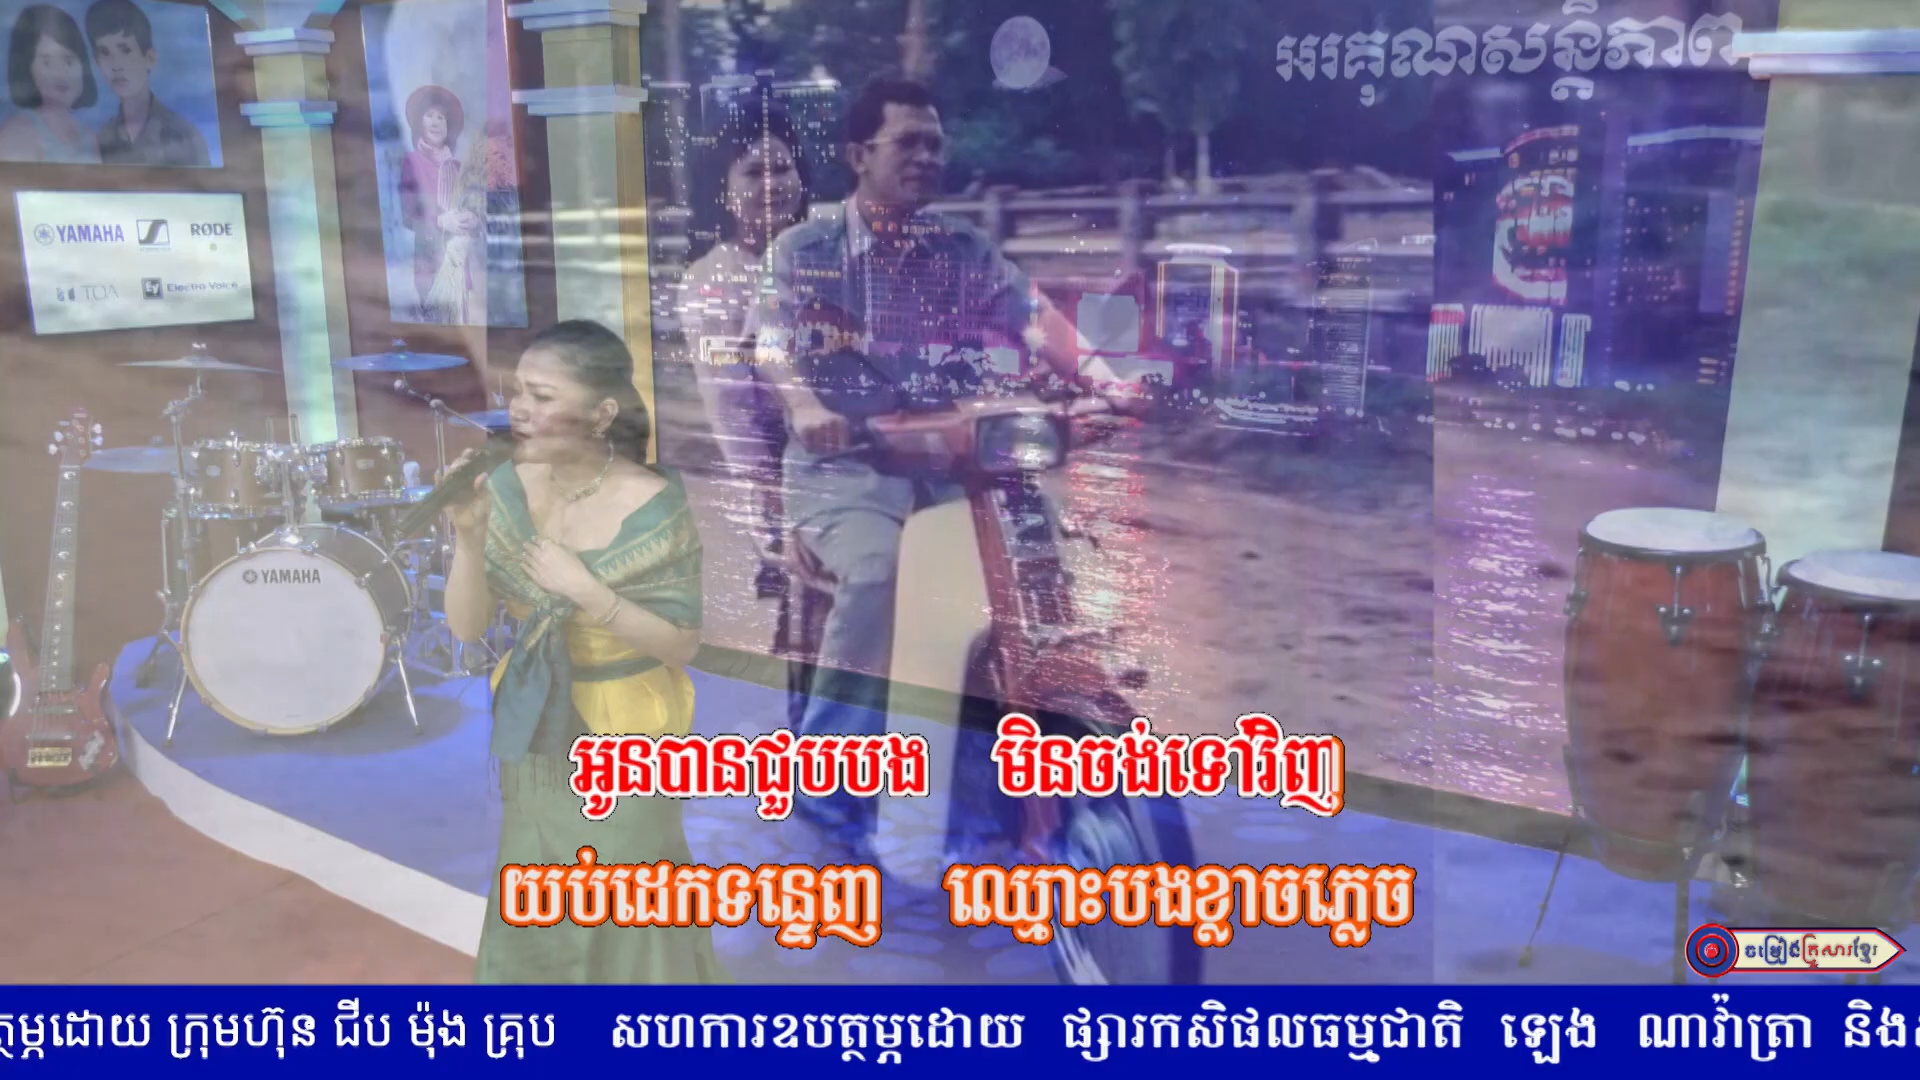 អរគុណសន្តិភាព
YAMAHA
RØDE
TOA
Electro-Voice
YAMAHA
អូនបានជួបបង មិនចង់ទៅវិញ
យប់ដេកទន្ទេញ ឈ្មោះបងខ្លាចភ្លេច
ចម្រៀងគ្រួសារខ្មែរ
ត្ថម្ភដោយ ក្រុមហ៊ុន ជីប ម៉ុង គ្រុប សហការឧបត្ថម្ភដោយ ផ្សារកសិផលធម្មជាតិ ឡេង ណាវ៉ាត្រា និង